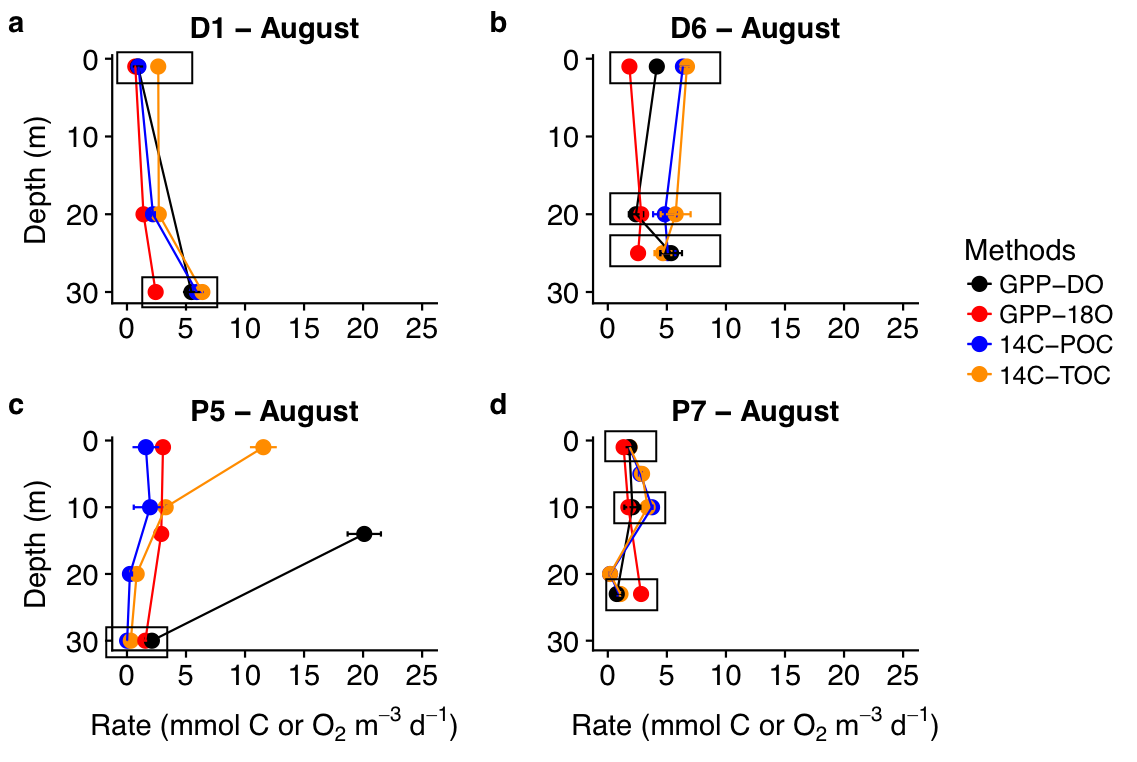 a
D1 − August
0
10
20
30
Depth (m)
0 5 10 15 20 25
b
D6 − August
0
10
20
30
0 5 10 15 20 25
Methods
GPP−DO
GPP−18O
14C−POC
14C−TOC
c
P5 − August
0
10
20
30
Depth (m)
0 5 10 15 20 25
Rate (mmol C or O₂ m⁻³ d⁻¹)
d
P7 − August
0
10
20
30
0 5 10 15 20 25
Rate (mmol C or O₂ m⁻³ d⁻¹)